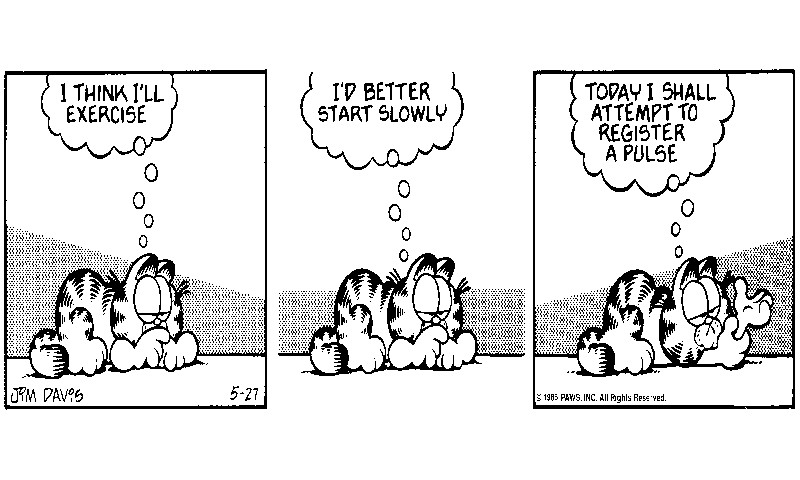 I THINK I'LL
EXERCISE
JIM DAVIS
5-27
I'D BETTER
START SLOWLY
TODAY I SHALL
ATTEMPT TO
REGISTER
A PULSE
© 1985 PAWS, INC. All Rights Reserved.